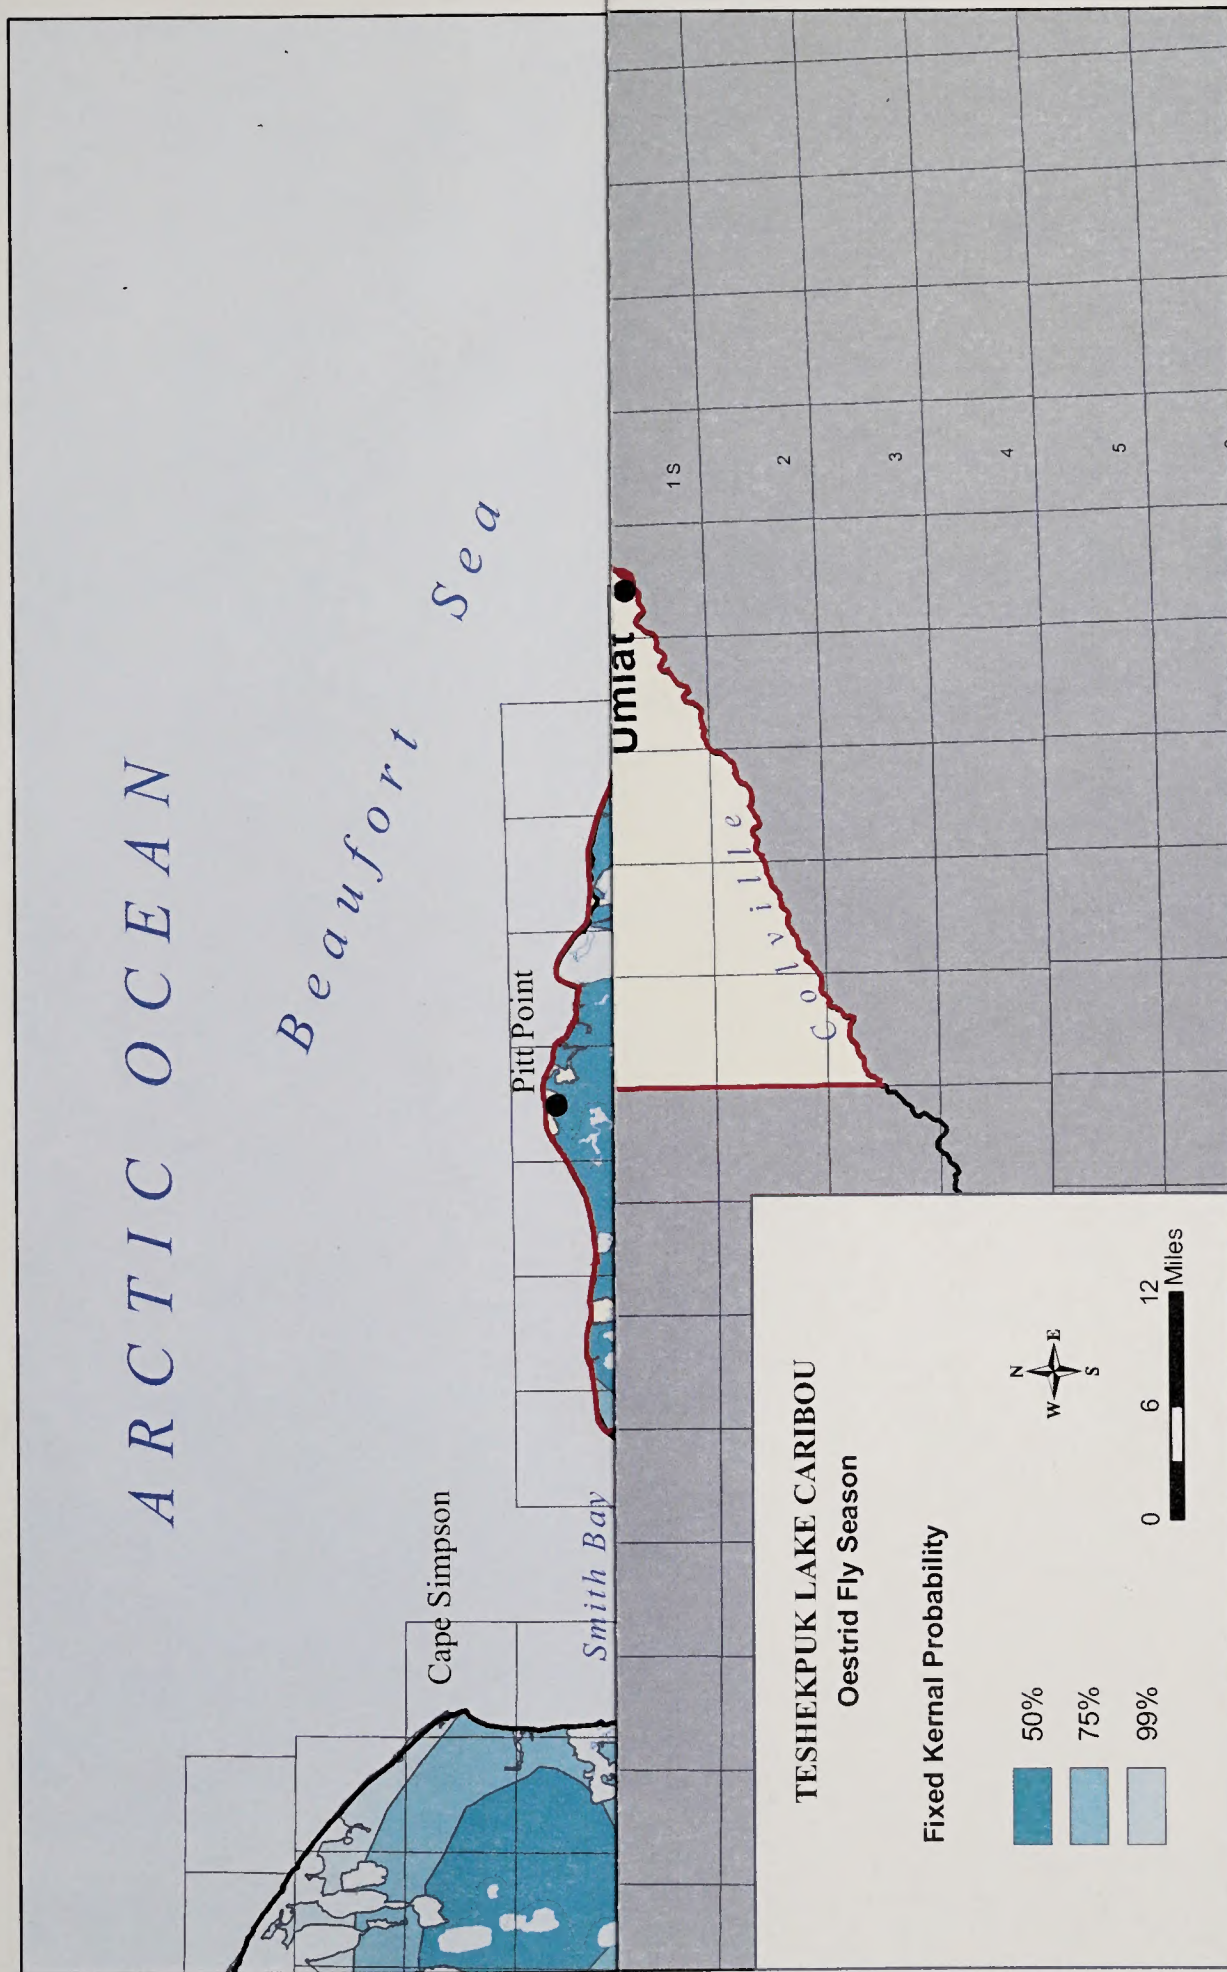 ARCTIC OCEAN
Beaufort
Sea
Cape Simpson
Smith Bay
Pitt Point
Umiat
Colville
1 S
2
3
4
5
TESHEKPUK LAKE CARIBOU
Oestrid Fly Season
Fixed Kernal Probability
50%
75%
99%
N
W
E
S
0
6
12
Miles